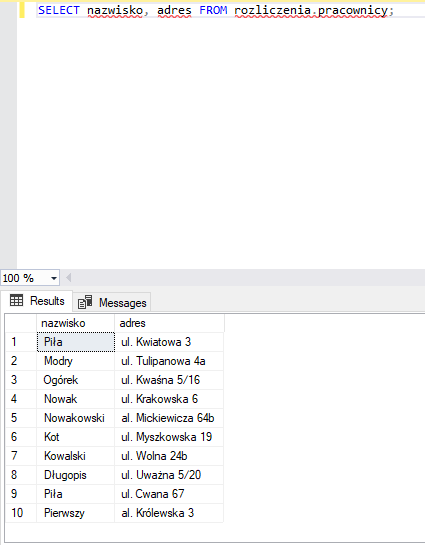 SELECT nazwisko, adres FROM rozliczenia.pracownicy;
100 %
Results Messages
nazwisko adres
1 Piła ul. Kwiatowa 3
2 Modry ul. Tulipanowa 4a
3 Ogórek ul. Kwaśna 5/16
4 Nowak ul. Krakowska 6
5 Nowakowski al. Mickiewicza 64b
6 Kot ul. Myszkowska 19
7 Kowalski ul. Wolna 24b
8 Długopis ul. Uważna 5/20
9 Piła ul. Cwana 67
10 Pierwszy al. Królewska 3